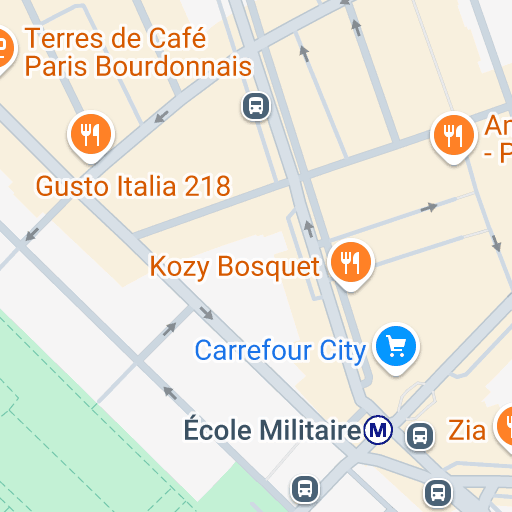 Terres de Café
Paris Bourdonnais
Gusto Italia 218
Kozy Bosquet
Carrefour City
École Militaire
M
Zia